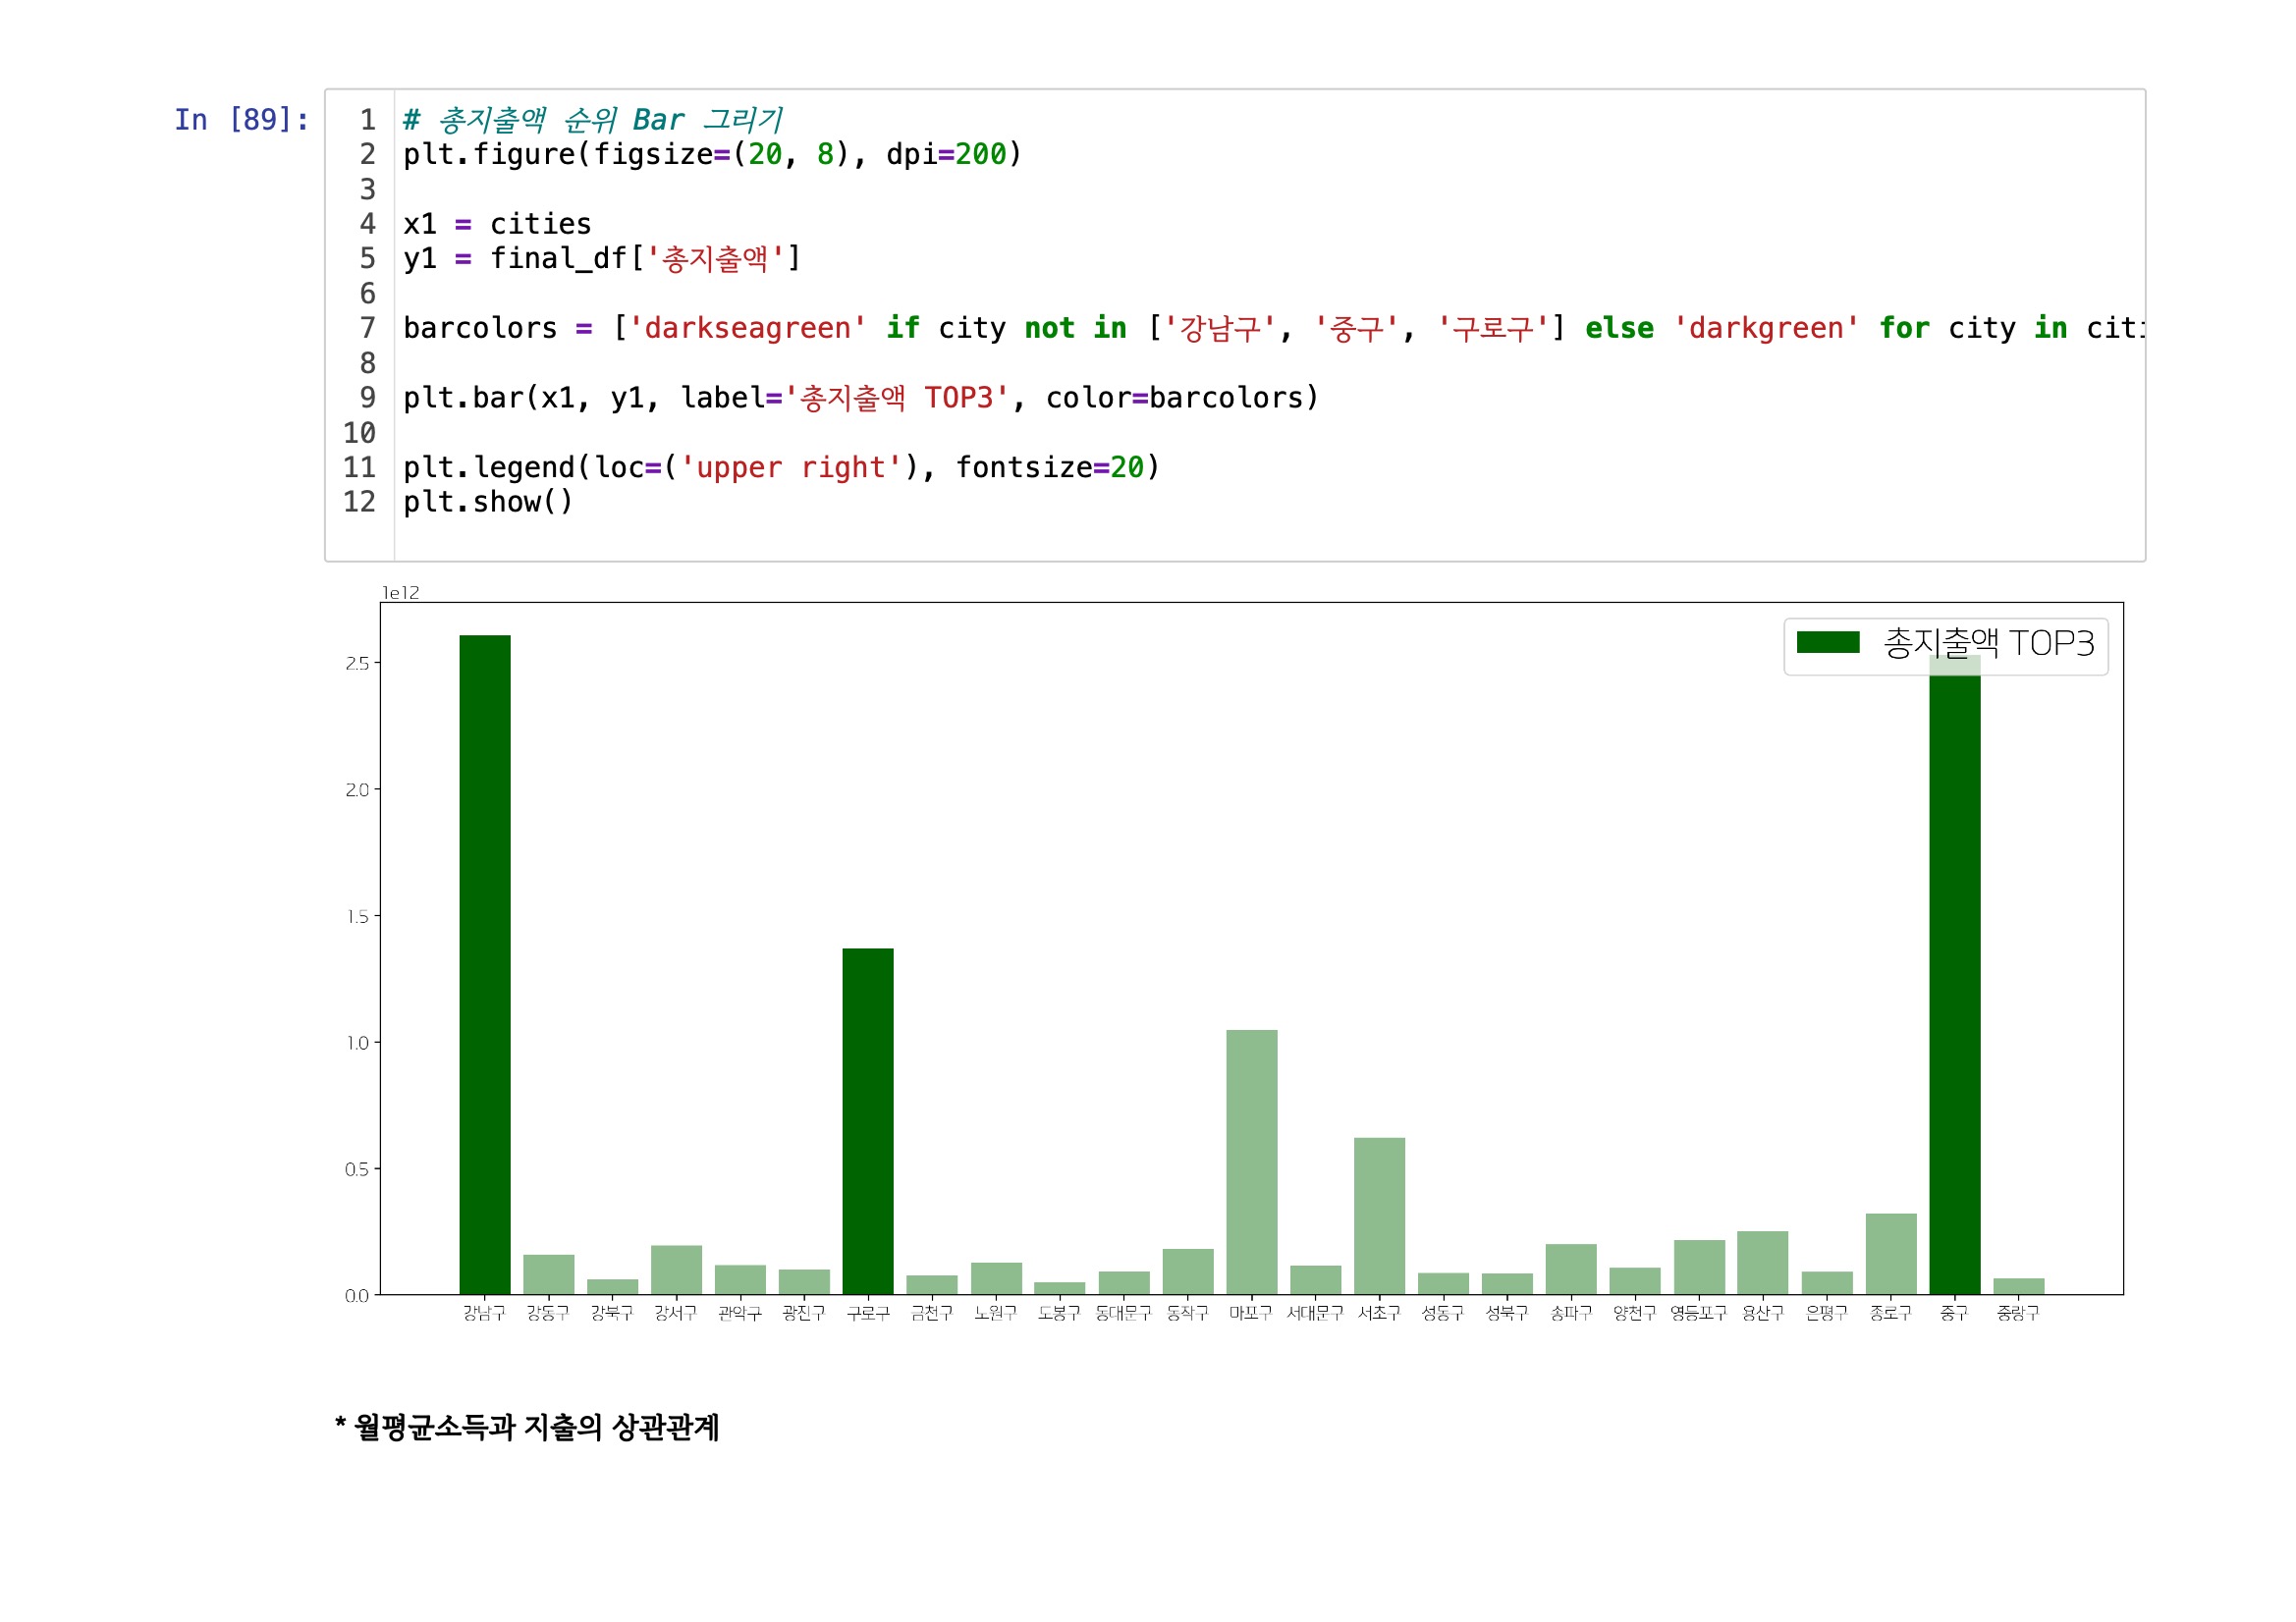 In [89]:
1 # 총지출액 순위 Bar 그리기
2 plt.figure(figsize=(20, 8), dpi=200)
3
4 x1 = cities
5 y1 = final_df['총지출액']
6
7 barcolors = ['darkseagreen' if city not in ['강남구', '중구', '구로구'] else 'darkgreen' for city in citi
8
9 plt.bar(x1, y1, label='총지출액 TOP3', color=barcolors)
10
11 plt.legend(loc=('upper right'), fontsize=20)
12 plt.show()
1e12
총지출액 TOP3
2.5
2.0
1.5
1.0
0.5
0.0
강남구 강동구 강북구 강서구 관악구 광진구 구로구 금천구 노원구 도봉구 동대문구 동작구 마포구 서대문구 서초구 성동구 성북구 송파구 양천구 영등포구 용산구 은평구 종로구 중구 중랑구
* 월평균소득과 지출의 상관관계